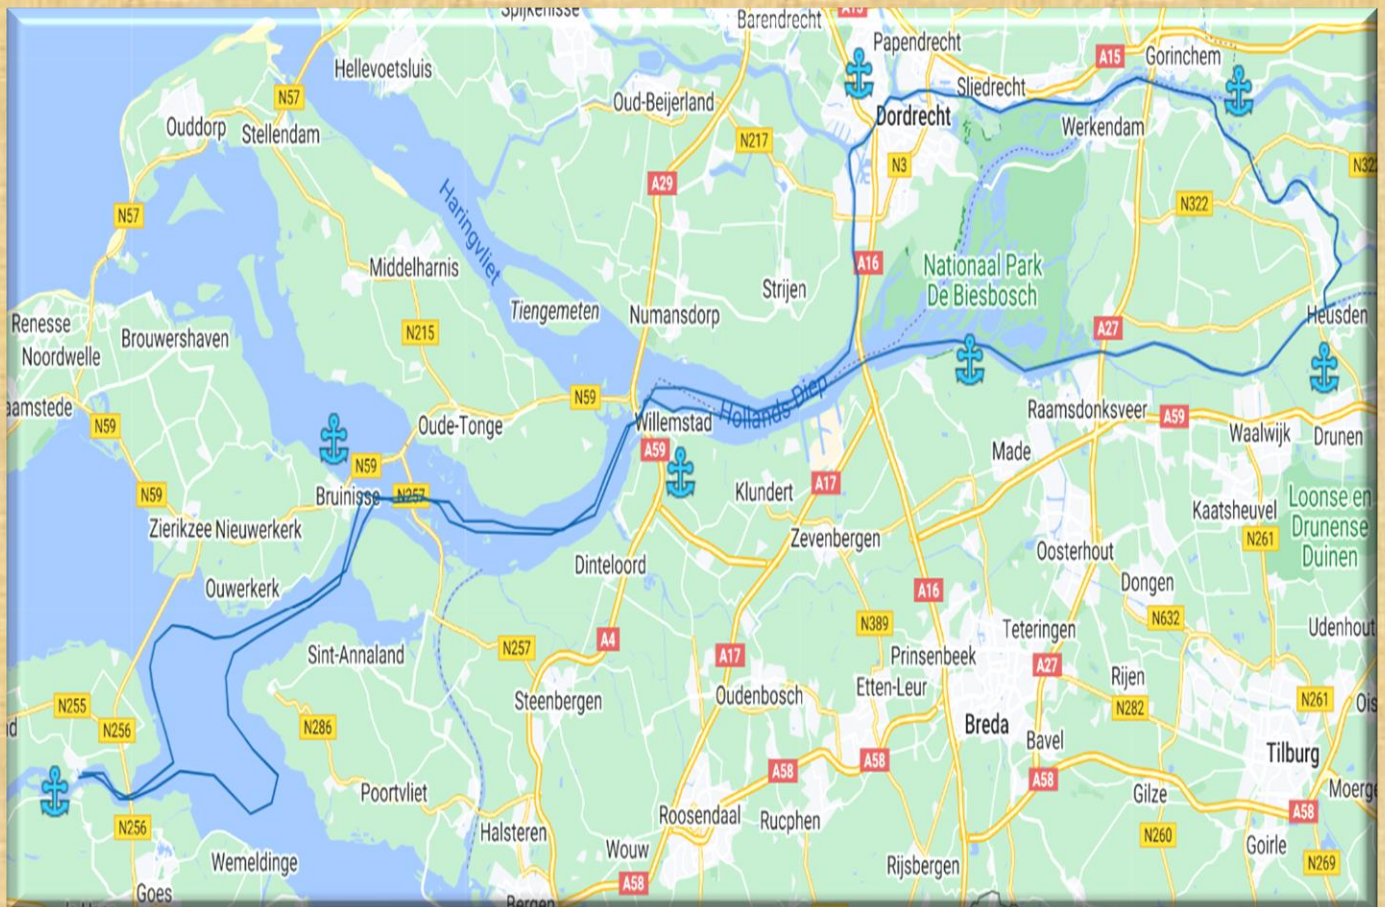 Spijkenisse
Barendrecht
A15
Papendrecht
A15
Gorinchem
Hellevoetsluis
N57
Oud-Beijerland
Sliedrecht
Dordrecht
Ouddorp
Stellendam
N217
Werkendam
N3
N322
A29
N322
N57
Haringvliet
A16
Nationaal Park
De Biesbosch
Middelharnis
Strijen
Tiengemeten
Numansdorp
Renesse
Noordwelle
Brouwershaven
N215
A27
Heusden
Hollands Diep
N59
aamstede
N59
Oude-Tonge
Willemstad
Raamsdonksveer
A59
Waalwijk
Drunen
A59
Made
N59
N59
Bruinisse
N257
Klundert
A17
Kaatsheuvel
Loonse en
Drunense
Duinen
Zierikzee
Nieuwerkerk
Zevenbergen
N261
Dinteloord
Oosterhout
Dongen
Ouwerkerk
A16
N632
N389
Teteringen
Udenhout
Sint-Annaland
N257
A4
A17
Prinsenbeek
A27
Rijen
Steenbergen
Oudenbosch
Etten-Leur
N282
N261
Ois
N255
N256
N286
Breda
Bavel
Tilburg
A58
A58
A58
Gilze
Moerge
Poortvliet
A58
Roosendaal
Rucphen
N256
Halsteren
N260
Goirle
Wouw
Wemeldinge
Rijsbergen
N269
Goes
A58
Bergen